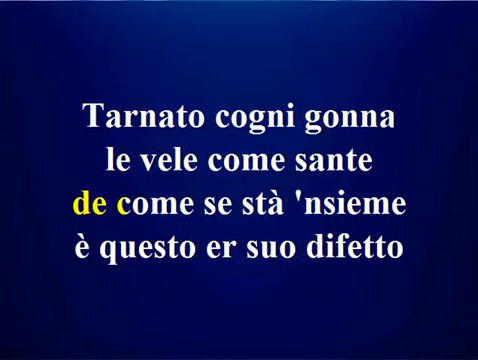 Tarnato cogni gonna
le vele come sante
de come se stà 'nsieme
è questo er suo difetto